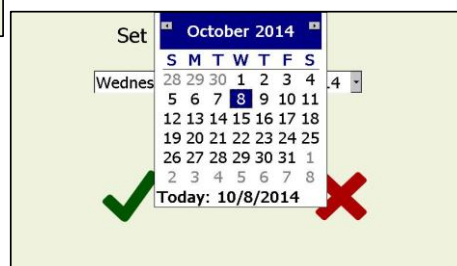 Set
October 2014
S M T W T F S
28 29 30 1 2 3 4
Wednes
.4
5 6 7 8 9 10 11
12 13 14 15 16 17 18
19 20 21 22 23 24 25
26 27 28 29 30 31 1
2 3 4 5 6 7 8
Today: 10/8/2014